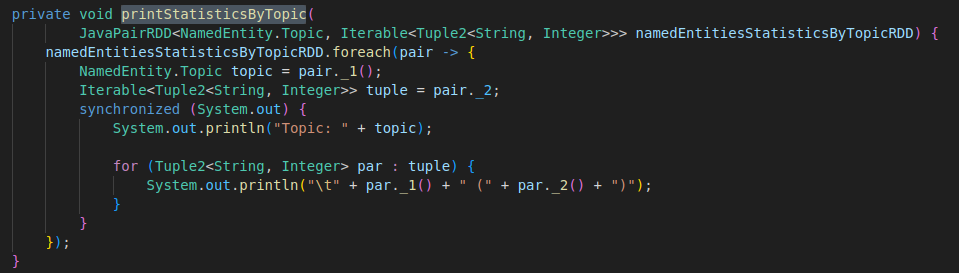 private void printStatisticsByTopic(
        JavaPairRDD<NamedEntity.Topic, Iterable<Tuple2<String, Integer>>> namedEntitiesStatisticsByTopicRDD) {
    namedEntitiesStatisticsByTopicRDD.foreach(pair -> {
        NamedEntity.Topic topic = pair._1();
        Iterable<Tuple2<String, Integer>> tuple = pair._2;
        synchronized (System.out) {
            System.out.println("Topic: " + topic);

            for (Tuple2<String, Integer> par : tuple) {
                System.out.println("\t" + par._1() + " (" + par._2() + ")");
            }
        }
    });
}